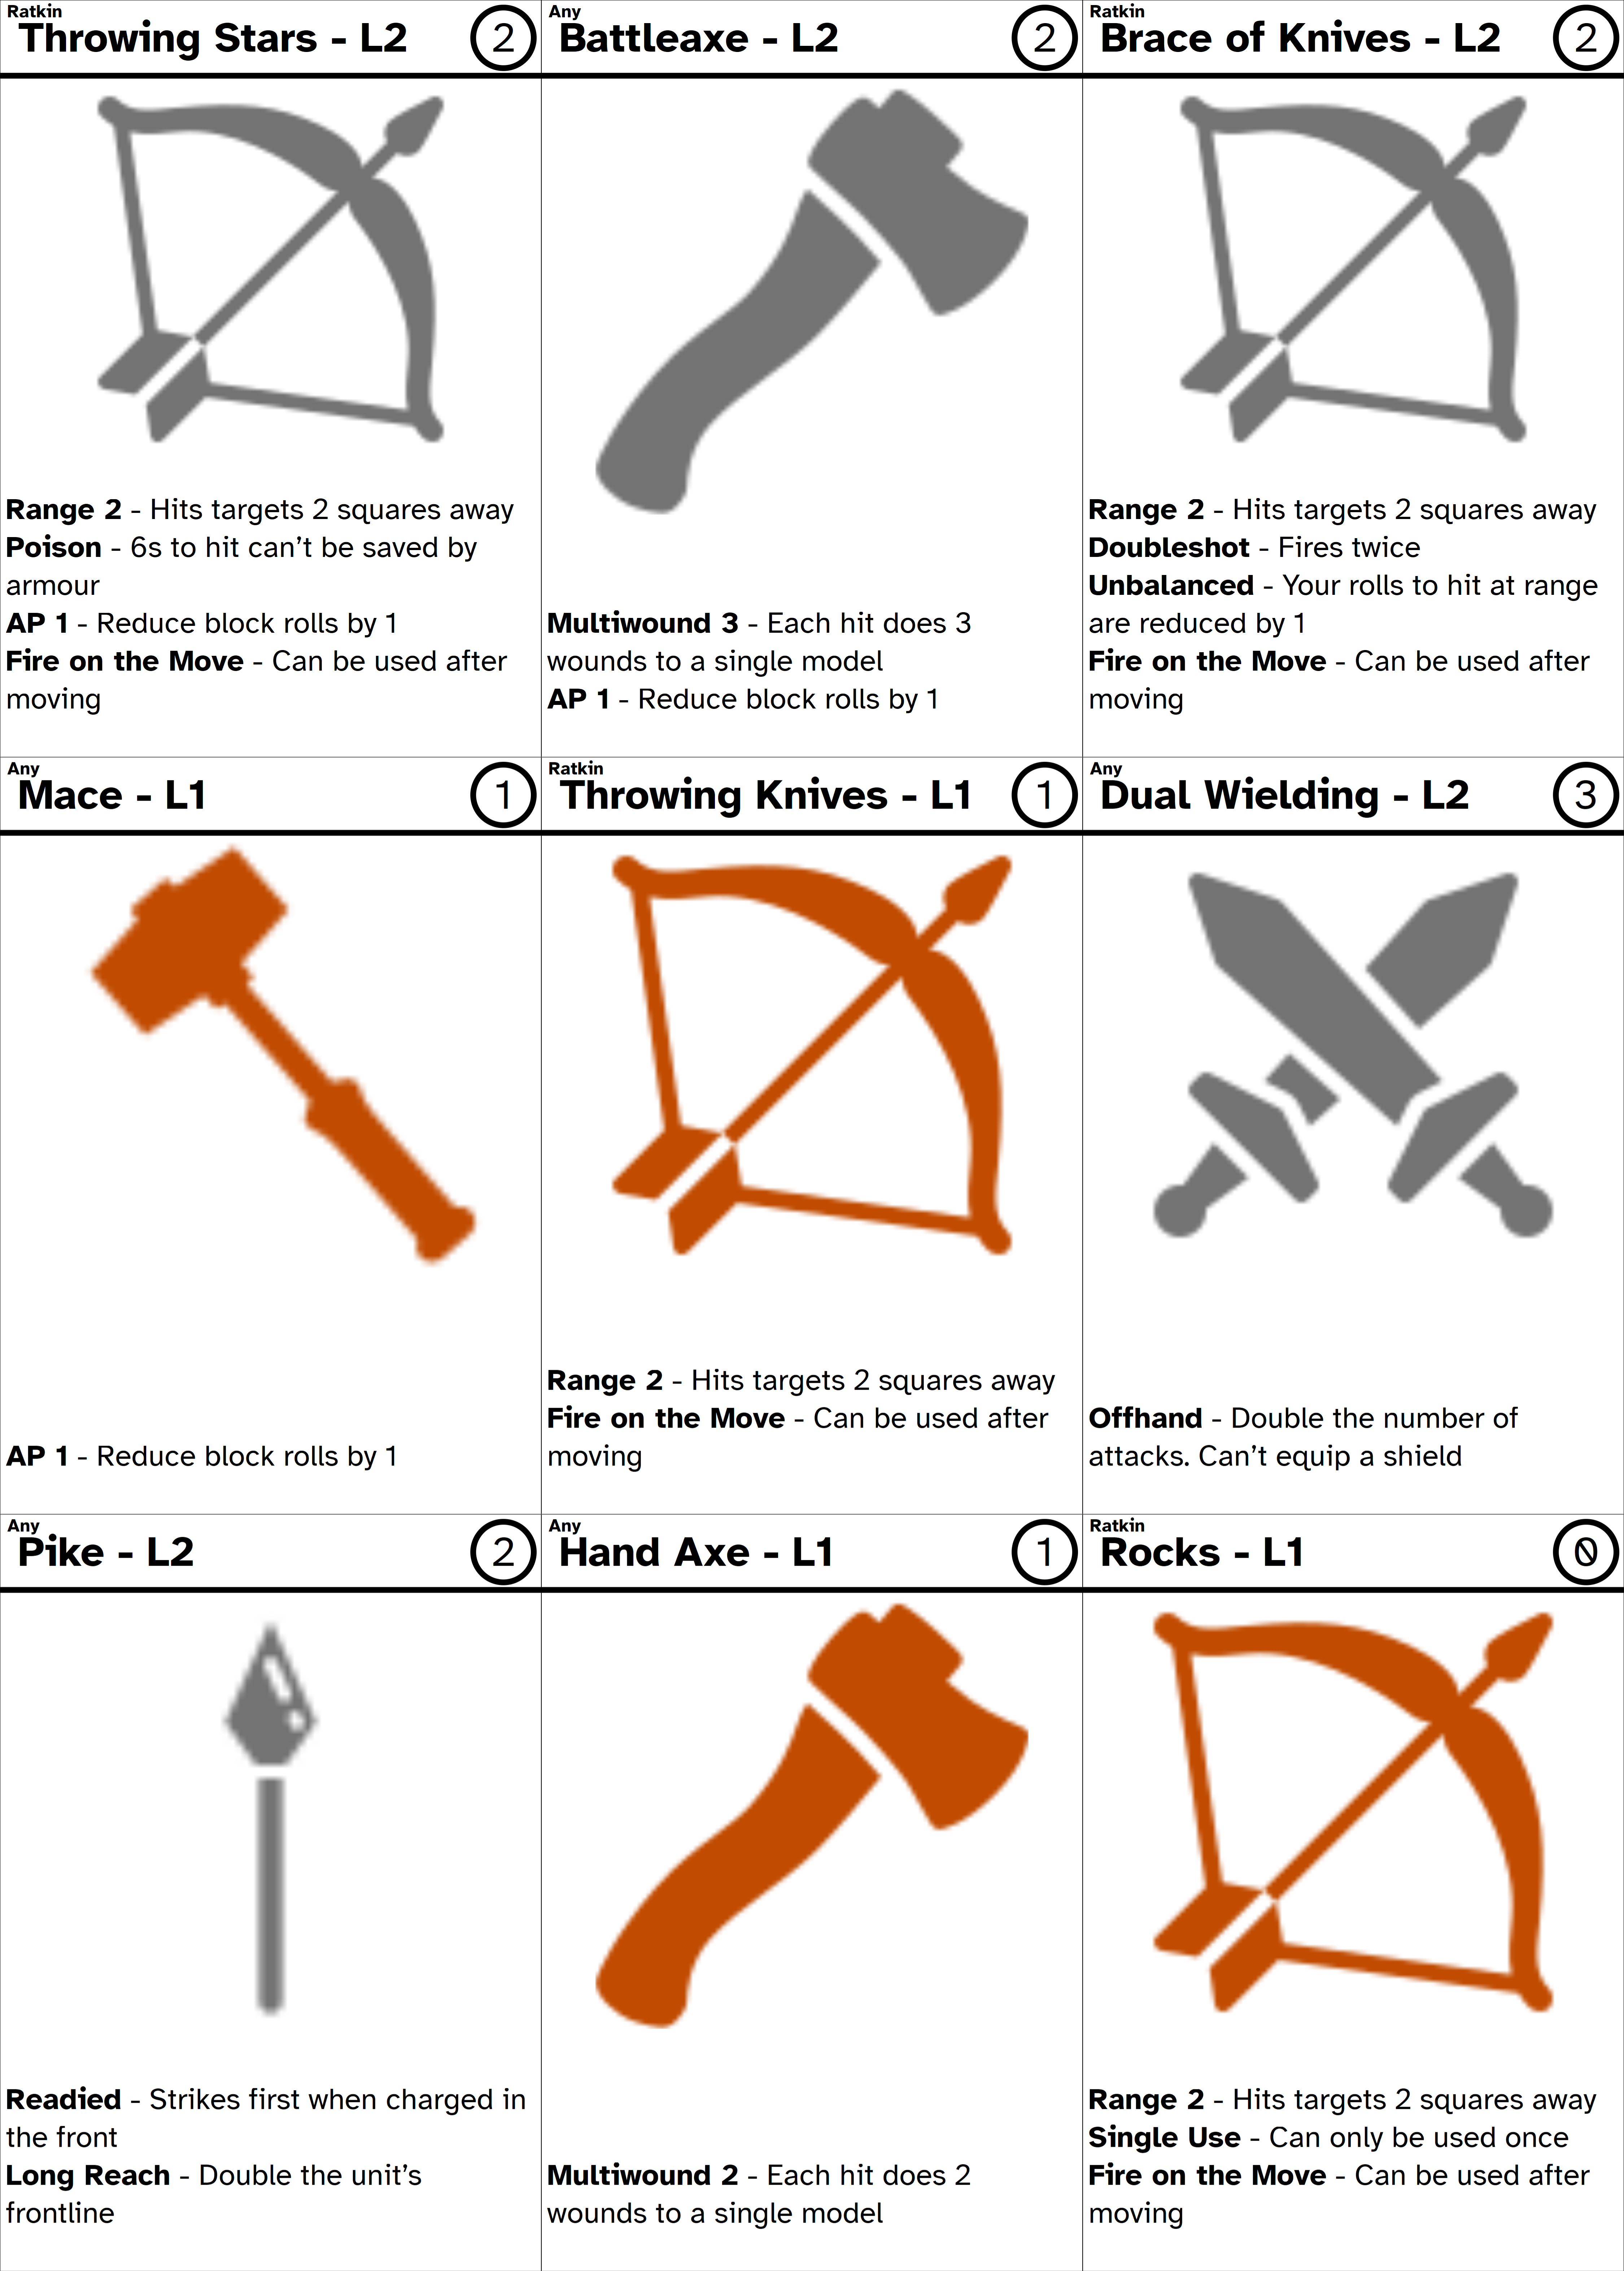 Ratkin
Throwing Stars - L2
2
Range 2 - Hits targets 2 squares away
Poison - 6s to hit can't be saved by
armour
AP 1 - Reduce block rolls by 1
Fire on the Move - Can be used after
moving
Any
Battleaxe - L2
2
Multiwound 3 - Each hit does 3
wounds to a single model
AP 1 - Reduce block rolls by 1
Ratkin
Brace of Knives - L2
2
Range 2 - Hits targets 2 squares away
Doubleshot - Fires twice
Unbalanced - Your rolls to hit at range
are reduced by 1
Fire on the Move - Can be used after
moving
Any
Mace - L1
1
AP 1 - Reduce block rolls by 1
Ratkin
Throwing Knives - L1
1
Range 2 - Hits targets 2 squares away
Fire on the Move - Can be used after
moving
Any
Dual Wielding - L2
3
Offhand - Double the number of
attacks. Can't equip a shield
Any
Pike - L2
2
Readied - Strikes first when charged in
the front
Long Reach - Double the unit's
frontline
Any
Hand Axe - L1
1
Multiwound 2 - Each hit does 2
wounds to a single model
Ratkin
Rocks - L1
0
Range 2 - Hits targets 2 squares away
Single Use - Can only be used once
Fire on the Move - Can be used after
moving